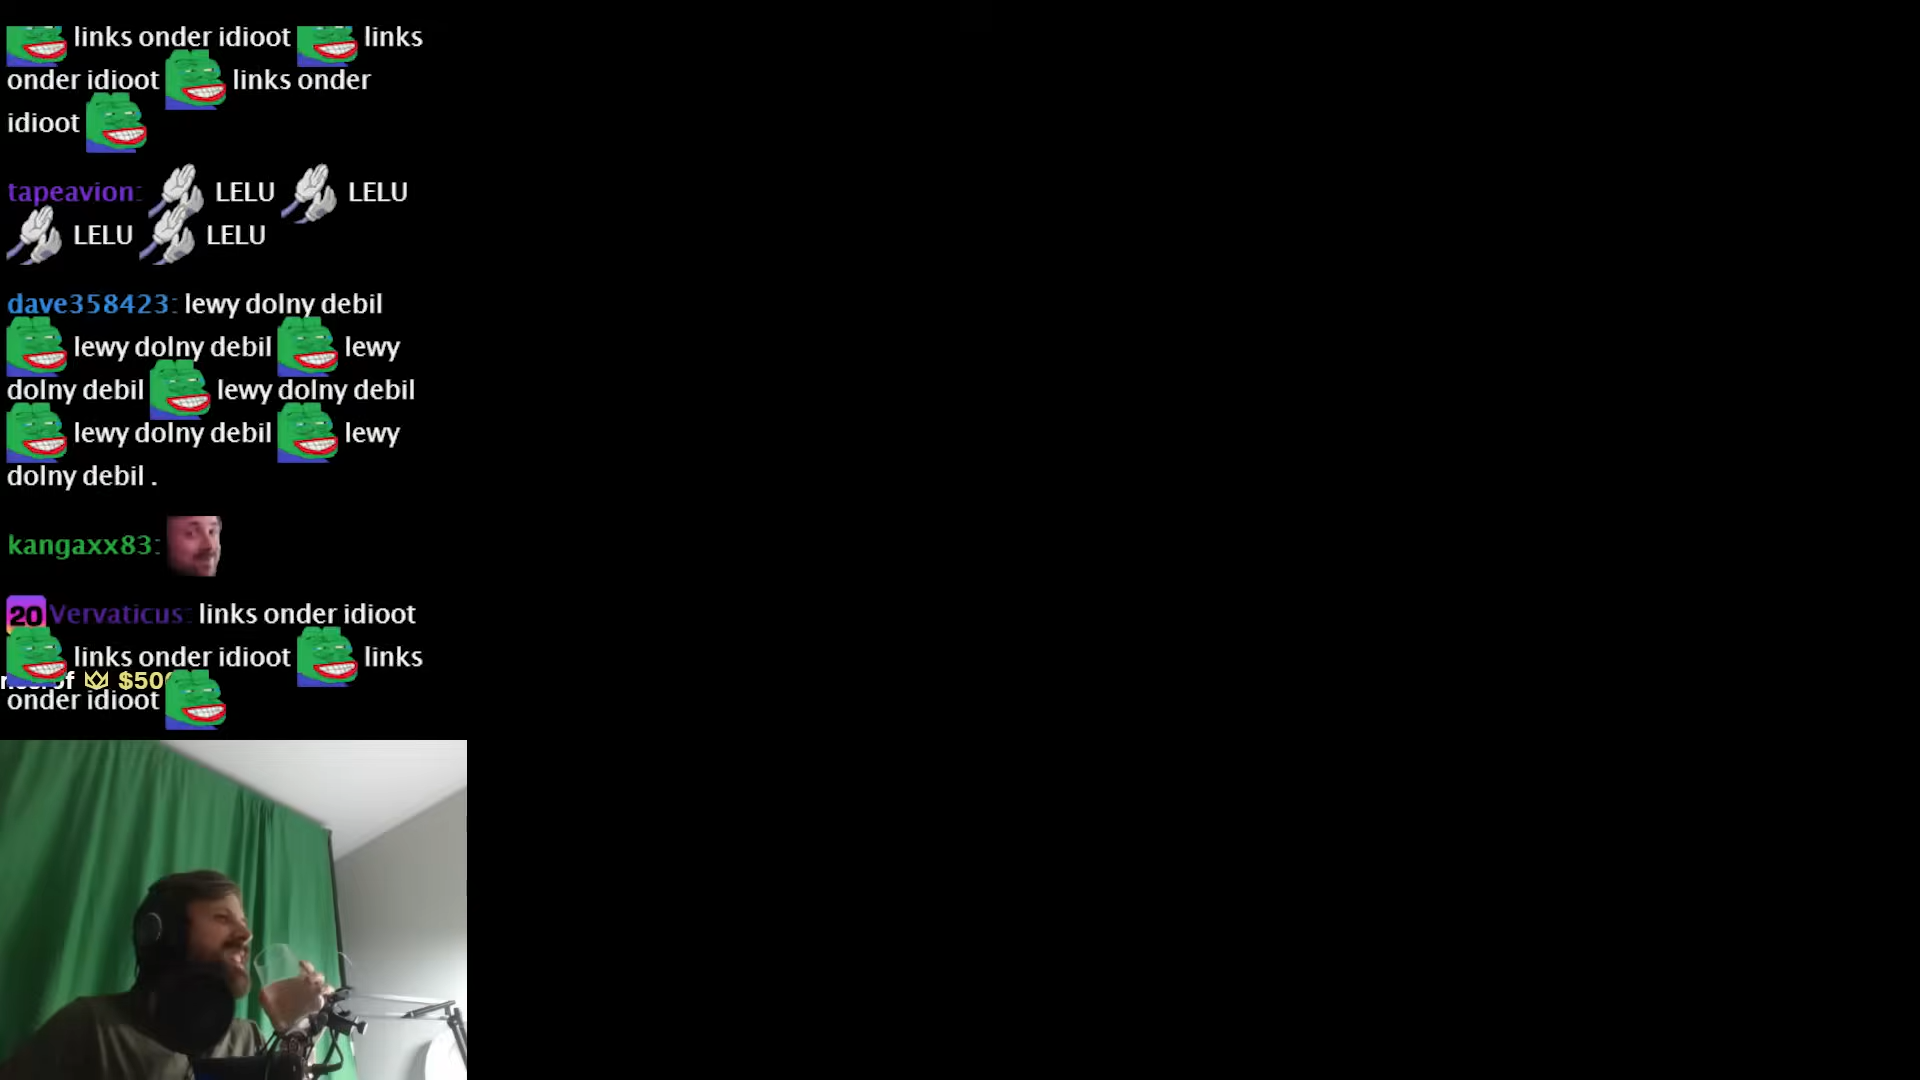 links onder idioot links
onder idioot links onder
idioot
tapeavion: LELU LELU
LELU LELU
dave358423: lewy dolny debil
lewy dolny debil lewy
dolny debil lewy dolny debil
lewy dolny debil lewy
dolny debil .
kangaxx83:
20 Vervaticus: links onder idioot
links onder idioot links
of $500
onder idioot